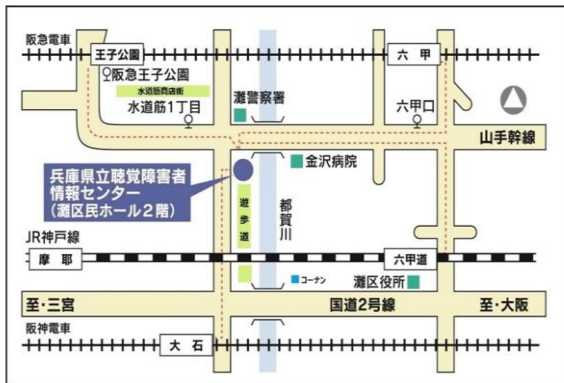 阪急電車
王子公園
六甲
阪急王子公園
水道筋商店街
水道筋1丁目
灘警察署
六甲口
山手幹線
金沢病院
兵庫県立聴覚障害者
情報センター
(灘区民ホール2階)
遊歩道
都賀川
JR神戸線
摩耶
六甲道
コーナン
灘区役所
至・三宮
国道2号線
至・大阪
阪神電車
大石